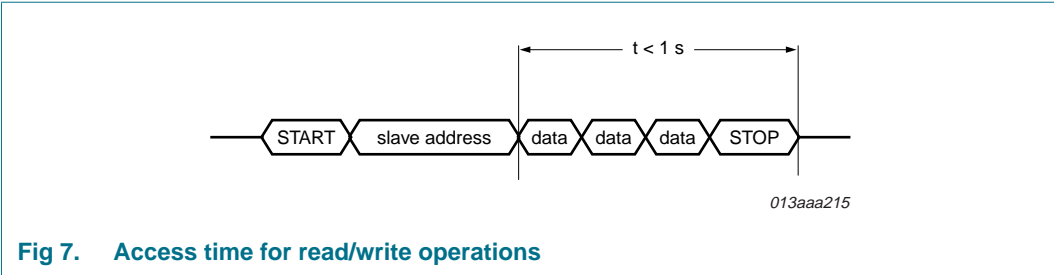 t < 1 s
START slave address data data data STOP
013aaa215
Fig 7. Access time for read/write operations